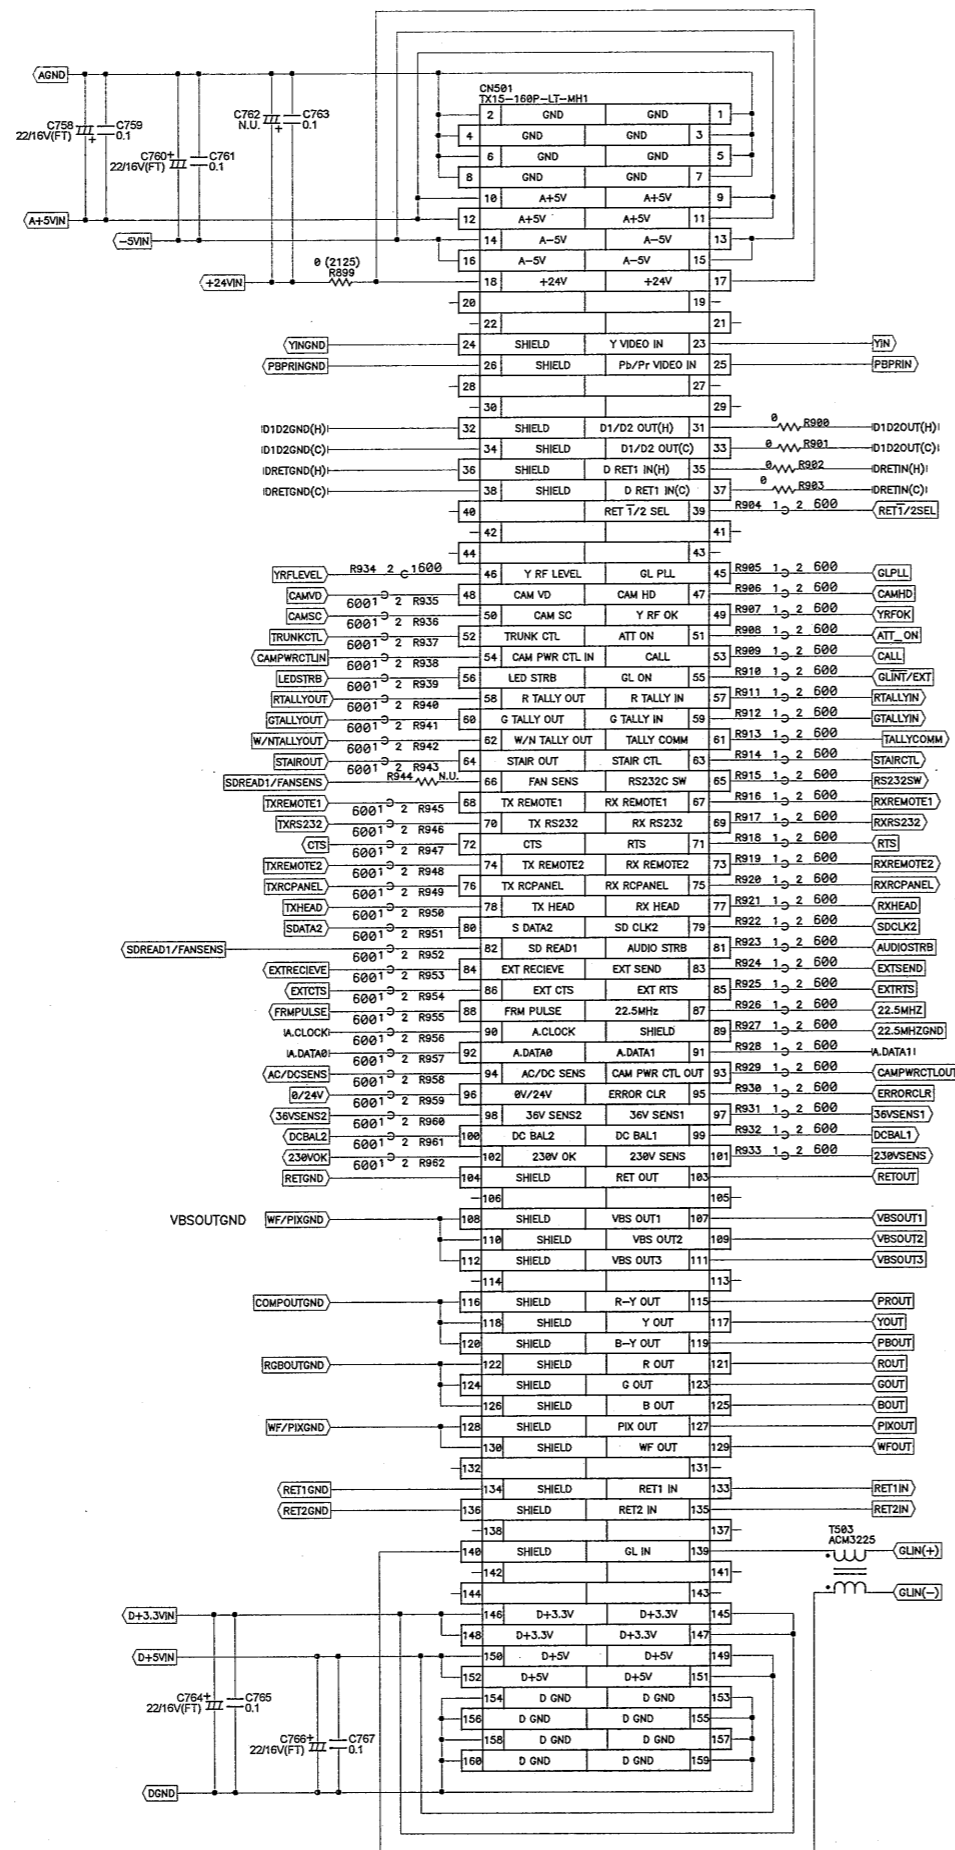 CN501
TX15-160P-LT-MH1
AGND
C758 22/16V(FT)
C759 0.1
C760 22/16V(FT)
C761 0.1
C762 N.U.
C763 0.1
A+5VIN
-5VIN
+24VIN
0 (2125)
R899
2 GND GND 1
4 GND GND 3
6 GND GND 5
8 GND GND 7
10 A+5V A+5V 9
12 A+5V A+5V 11
14 A-5V A-5V 13
16 A-5V A-5V 15
18 +24V +24V 17
20 19
22 21
YINGND 24 SHIELD Y VIDEO IN 23 YIN
PBPRINGND 26 SHIELD Pb/Pr VIDEO IN 25 PBPRIN
28 27
30 29
D1D2GND(H) 32 SHIELD D1/D2 OUT(H) 31 0 R900 D1D2OUT(H)
D1D2GND(C) 34 SHIELD D1/D2 OUT(C) 33 0 R901 D1D2OUT(C)
DRETGND(H) 36 SHIELD D RET1 IN(H) 35 0 R902 DRETIN(H)
DRETGND(C) 38 SHIELD D RET1 IN(C) 37 0 R903 DRETIN(C)
40 RET 1/2 SEL 39 R904 1 2 600 RET1/2SEL
42 41
44 43
YRFLEVEL R934 2 1 600 46 Y RF LEVEL GL PLL 45 R905 1 2 600 GLPLL
CAMVD 600 1 2 R935 48 CAM VD CAM HD 47 R906 1 2 600 CAMHD
CAMSC 600 1 2 R936 50 CAM SC Y RF OK 49 R907 1 2 600 YRFOK
TRUNKCTL 600 1 2 R937 52 TRUNK CTL ATT ON 51 R908 1 2 600 ATT_ON
CAMPWRCTLIN 600 1 2 R938 54 CAM PWR CTL IN CALL 53 R909 1 2 600 CALL
LEDSTRB 600 1 2 R939 56 LED STRB GL ON 55 R910 1 2 600 GLINT/EXT
RTALLYOUT 600 1 2 R940 58 R TALLY OUT R TALLY IN 57 R911 1 2 600 RTALLYIN
GTALLYOUT 600 1 2 R941 60 G TALLY OUT G TALLY IN 59 R912 1 2 600 GTALLYIN
W/NTALLYOUT 600 1 2 R942 62 W/N TALLY OUT TALLY COMM 61 R913 1 2 600 TALLYCOMM
STAIROUT 600 1 2 R943 64 STAIR OUT STAIR CTL 63 R914 1 2 600 STAIRCTL
SDREAD1/FANSENS R944 N.U. 66 FAN SENS RS232C SW 65 R915 1 2 600 RS232SW
TXREMOTE1 600 1 2 R945 68 TX REMOTE1 RX REMOTE1 67 R916 1 2 600 RXREMOTE1
TXRS232 600 1 2 R946 70 TX RS232 RX RS232 69 R917 1 2 600 RXRS232
CTS 600 1 2 R947 72 CTS RTS 71 R918 1 2 600 RTS
TXREMOTE2 600 1 2 R948 74 TX REMOTE2 RX REMOTE2 73 R919 1 2 600 RXREMOTE2
TXRCPANEL 600 1 2 R949 76 TX RCPANEL RX RCPANEL 75 R920 1 2 600 RXRCPANEL
TXHEAD 600 1 2 R950 78 TX HEAD RX HEAD 77 R921 1 2 600 RXHEAD
SDATA2 600 1 2 R951 80 S DATA2 SD CLK2 79 R922 1 2 600 SDCLK2
SDREAD1/FANSENS 600 1 2 R952 82 SD READ1 AUDIO STRB 81 R923 1 2 600 AUDIOSTRB
EXTRECIEVE 600 1 2 R953 84 EXT RECIEVE EXT SEND 83 R924 1 2 600 EXTSEND
EXTCTS 600 1 2 R954 86 EXT CTS EXT RTS 85 R925 1 2 600 EXTRTS
FRMPULSE 600 1 2 R955 88 FRM PULSE 22.5MHz 87 R926 1 2 600 22.5MHZ
A.CLOCK 600 1 2 R956 90 A.CLOCK SHIELD 89 R927 1 2 600 22.5MHZGND
A.DATA0 600 1 2 R957 92 A.DATA0 A.DATA1 91 R928 1 2 600 A.DATA1
AC/DCSENS 600 1 2 R958 94 AC/DC SENS CAM PWR CTL OUT 93 R929 1 2 600 CAMPWRCTLOUT
0/24V 600 1 2 R959 96 0V/24V ERROR CLR 95 R930 1 2 600 ERRORCLR
36VSENS2 600 1 2 R960 98 36V SENS2 36V SENS1 97 R931 1 2 600 36VSENS1
DCBAL2 600 1 2 R961 100 DC BAL2 DC BAL1 99 R932 1 2 600 DCBAL1
230VOK 600 1 2 R962 102 230V OK 230V SENS 101 R933 1 2 600 230VSENS
RETGND 104 SHIELD RET OUT 103 RETOUT
106 105
VBSOUTGND WF/PIXGND 108 SHIELD VBS OUT1 107 VBSOUT1
110 SHIELD VBS OUT2 109 VBSOUT2
112 SHIELD VBS OUT3 111 VBSOUT3
114 113
COMPOUTGND 116 SHIELD R-Y OUT 115 PROUT
118 SHIELD Y OUT 117 YOUT
120 SHIELD B-Y OUT 119 PBOUT
RGBOUTGND 122 SHIELD R OUT 121 ROUT
124 SHIELD G OUT 123 GOUT
126 SHIELD B OUT 125 BOUT
WF/PIXGND 128 SHIELD PIX OUT 127 PIXOUT
130 SHIELD WF OUT 129 WFOUT
132 131
RET1GND 134 SHIELD RET1 IN 133 RET1IN
RET2GND 136 SHIELD RET2 IN 135 RET2IN
138 137
T503
ACM3225
140 SHIELD GL IN 139 GLIN(+)
142 141
144 143 GLIN(-)
D+3.3VIN 146 D+3.3V D+3.3V 145
148 D+3.3V D+3.3V 147
D+5VIN 150 D+5V D+5V 149
152 D+5V D+5V 151
154 D GND D GND 153
156 D GND D GND 155
158 D GND D GND 157
160 D GND D GND 159
C764 22/16V(FT)
C765 0.1
C766 22/16V(FT)
C767 0.1
DGND